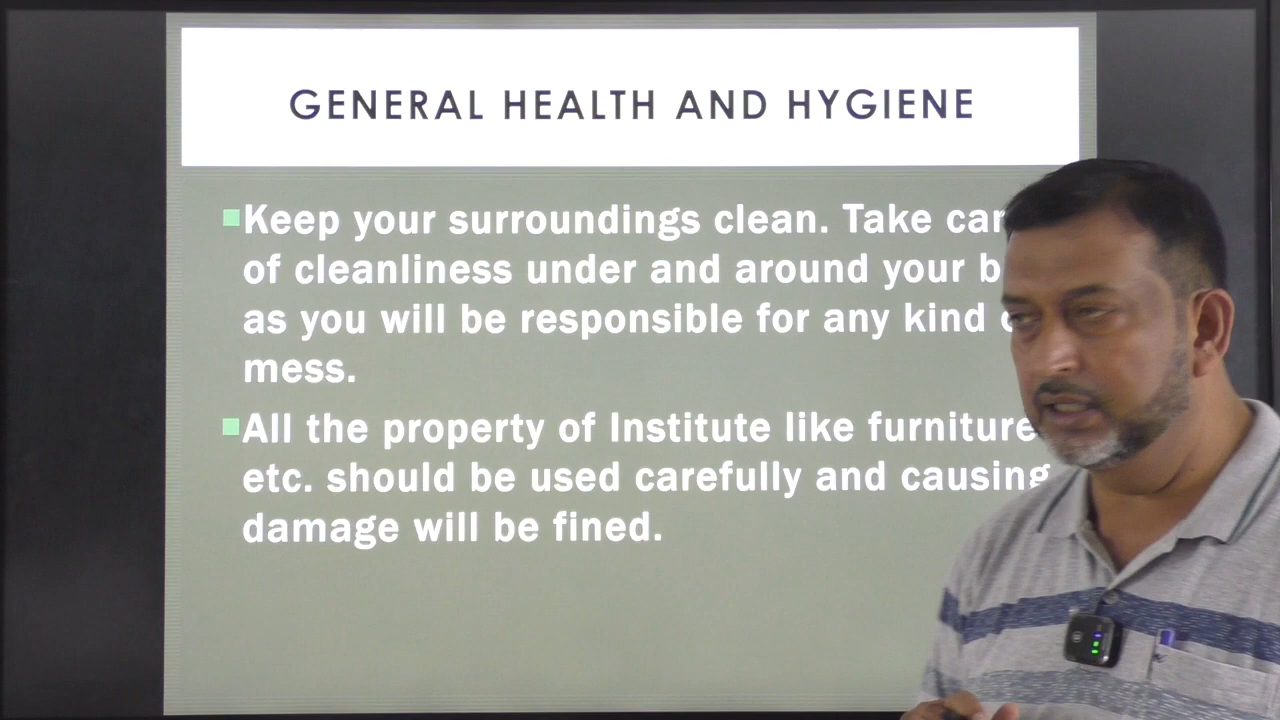 GENERAL HEALTH AND HYGIENE
Keep your surroundings clean. Take
of cleanliness under and around your
as you will be responsible for any kind
mess.
All the property of Institute like furniture
etc. should be used carefully and causing
damage will be fined.